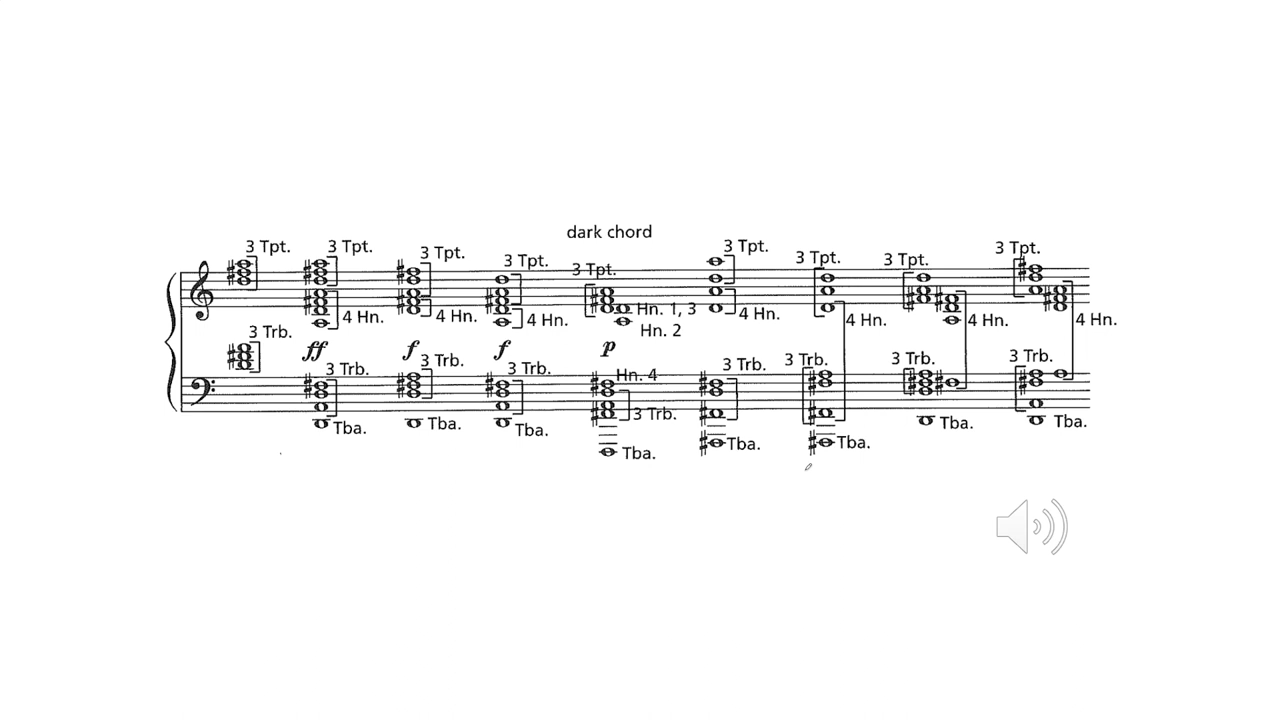 dark chord
3 Tpt. 3 Tpt. 3 Tpt. 3 Tpt. 3 Tpt. 3 Tpt. 3 Tpt. 3 Tpt. 3 Tpt.
4 Hn. 4 Hn. 4 Hn. Hn. 1, 3 4 Hn. 4 Hn. 4 Hn. 4 Hn.
Hn. 2
3 Trb.
ff f f p
3 Trb. 3 Trb. 3 Trb. Hn. 4 3 Trb. 3 Trb. 3 Trb. 3 Trb.
3 Trb.
Tba. Tba. Tba. Tba. Tba. Tba. Tba. Tba.